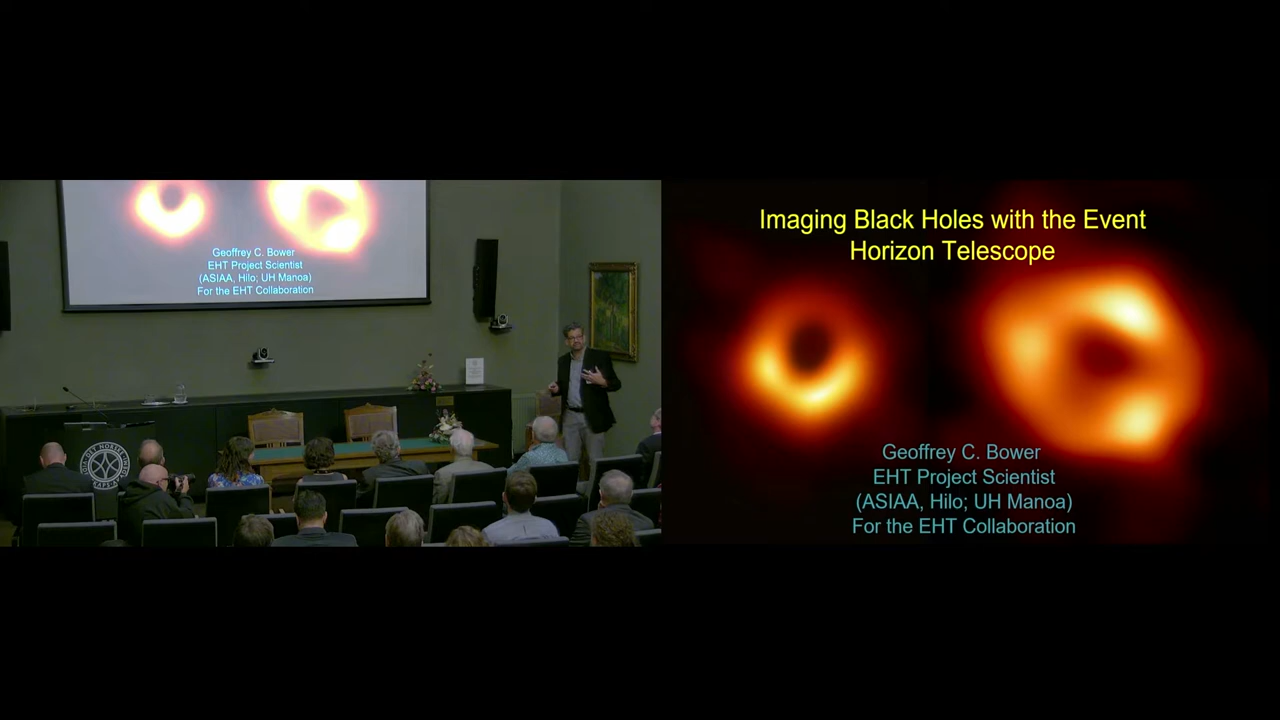 Geoffrey C. Bower
EHT Project Scientist
(ASIAA, Hilo; UH Manoa)
For the EHT Collaboration
Imaging Black Holes with the Event
Horizon Telescope
Geoffrey C. Bower
EHT Project Scientist
(ASIAA, Hilo; UH Manoa)
For the EHT Collaboration